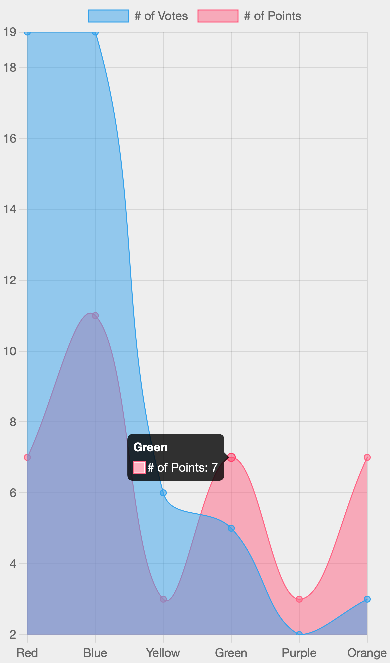 # of Votes # of Points
19
18
16
14
12
10
8
6
4
2
Green
# of Points: 7
Red Blue Yellow Green Purple Orange